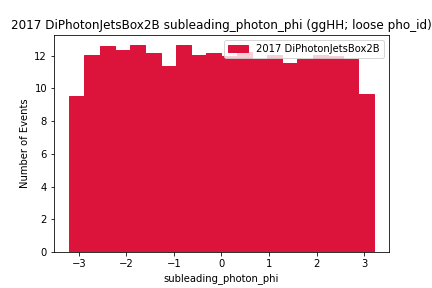 2017 DiPhotonJetsBox2B subleading_photon_phi (ggHH; loose pho_id)
2017 DiPhotonJetsBox2B
Number of Events
12
10
8
6
4
2
0
−3 −2 −1 0 1 2 3
subleading_photon_phi